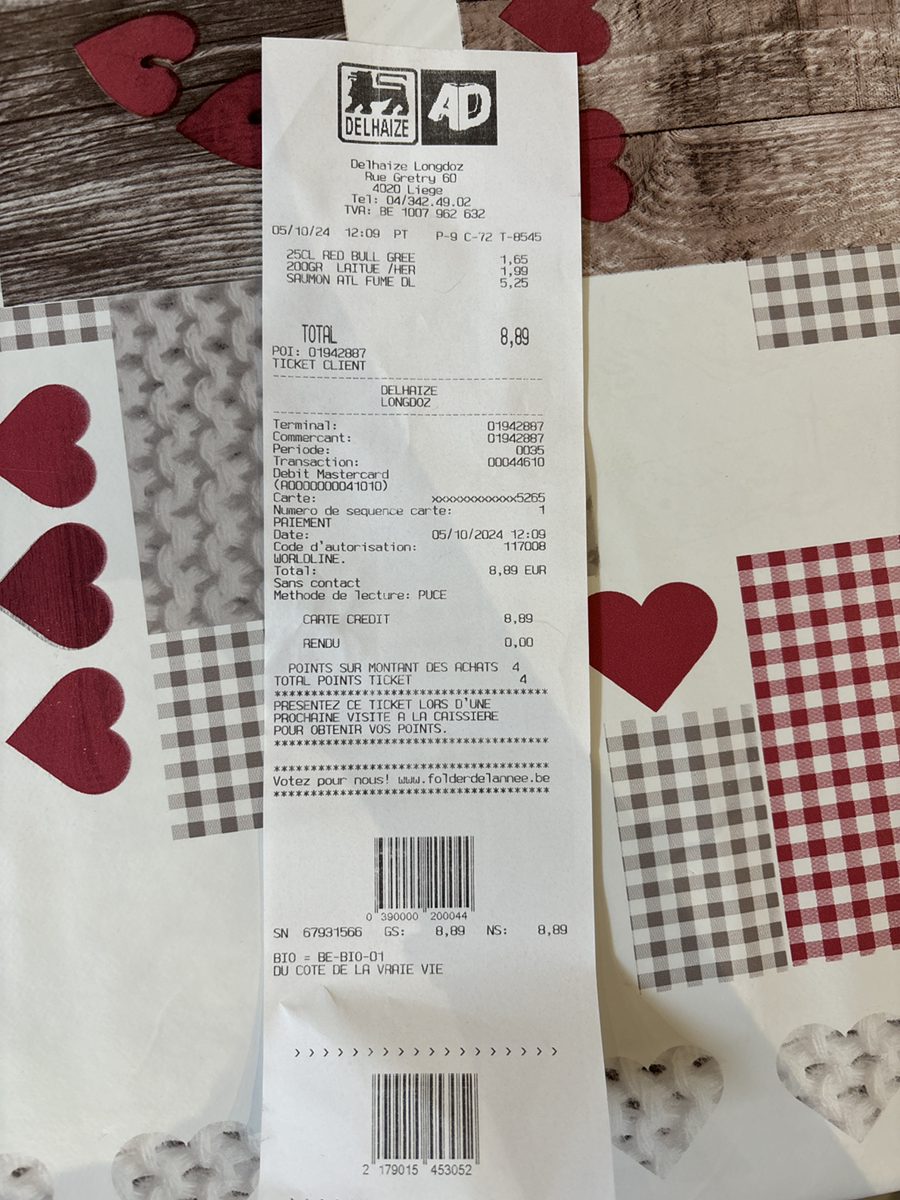 DELHAIZE AD
Delhaize Longdoz
Rue Gretry 60
4020 Liege
Tel: 04/342.49.02
TVA: BE 1007 962 632
05/10/24 12:09 PT P-9 C-72 T-8545
25CL RED BULL GREE 1,65
200GR LAITUE /HER 1,99
SAUMON ATL FUME DL 5,25
TOTAL 8,89
POI: 01942887
TICKET CLIENT
DELHAIZE
LONGDOZ
Terminal: 01942887
Commercant: 01942887
Periode: 0035
Transaction: 00044610
Debit Mastercard
(A0000000041010)
Carte: xxxxxxxxxxxx5265
Numero de sequence carte: 1
PAIEMENT
Date: 05/10/2024 12:09
Code d'autorisation: 117008
WORLDLINE.
Total: 8,89 EUR
Sans contact
Methode de lecture: PUCE
CARTE CREDIT 8,89
RENDU 0,00
POINTS SUR MONTANT DES ACHATS 4
TOTAL POINTS TICKET 4
*********************************************
PRESENTEZ CE TICKET LORS D'UNE
PROCHAINE VISITE A LA CAISSIERE
POUR OBTENIR VOS POINTS.
*********************************************
*********************************************
Votez pour nous! www.folderdelannee.be
*********************************************
0 390000 200044
SN 67931566 GS: 8,89 NS: 8,89
BIO = BE-BIO-01
DU COTE DE LA VRAIE VIE
> > > > > > > > > > > > > > > > > >
2 179015 453052